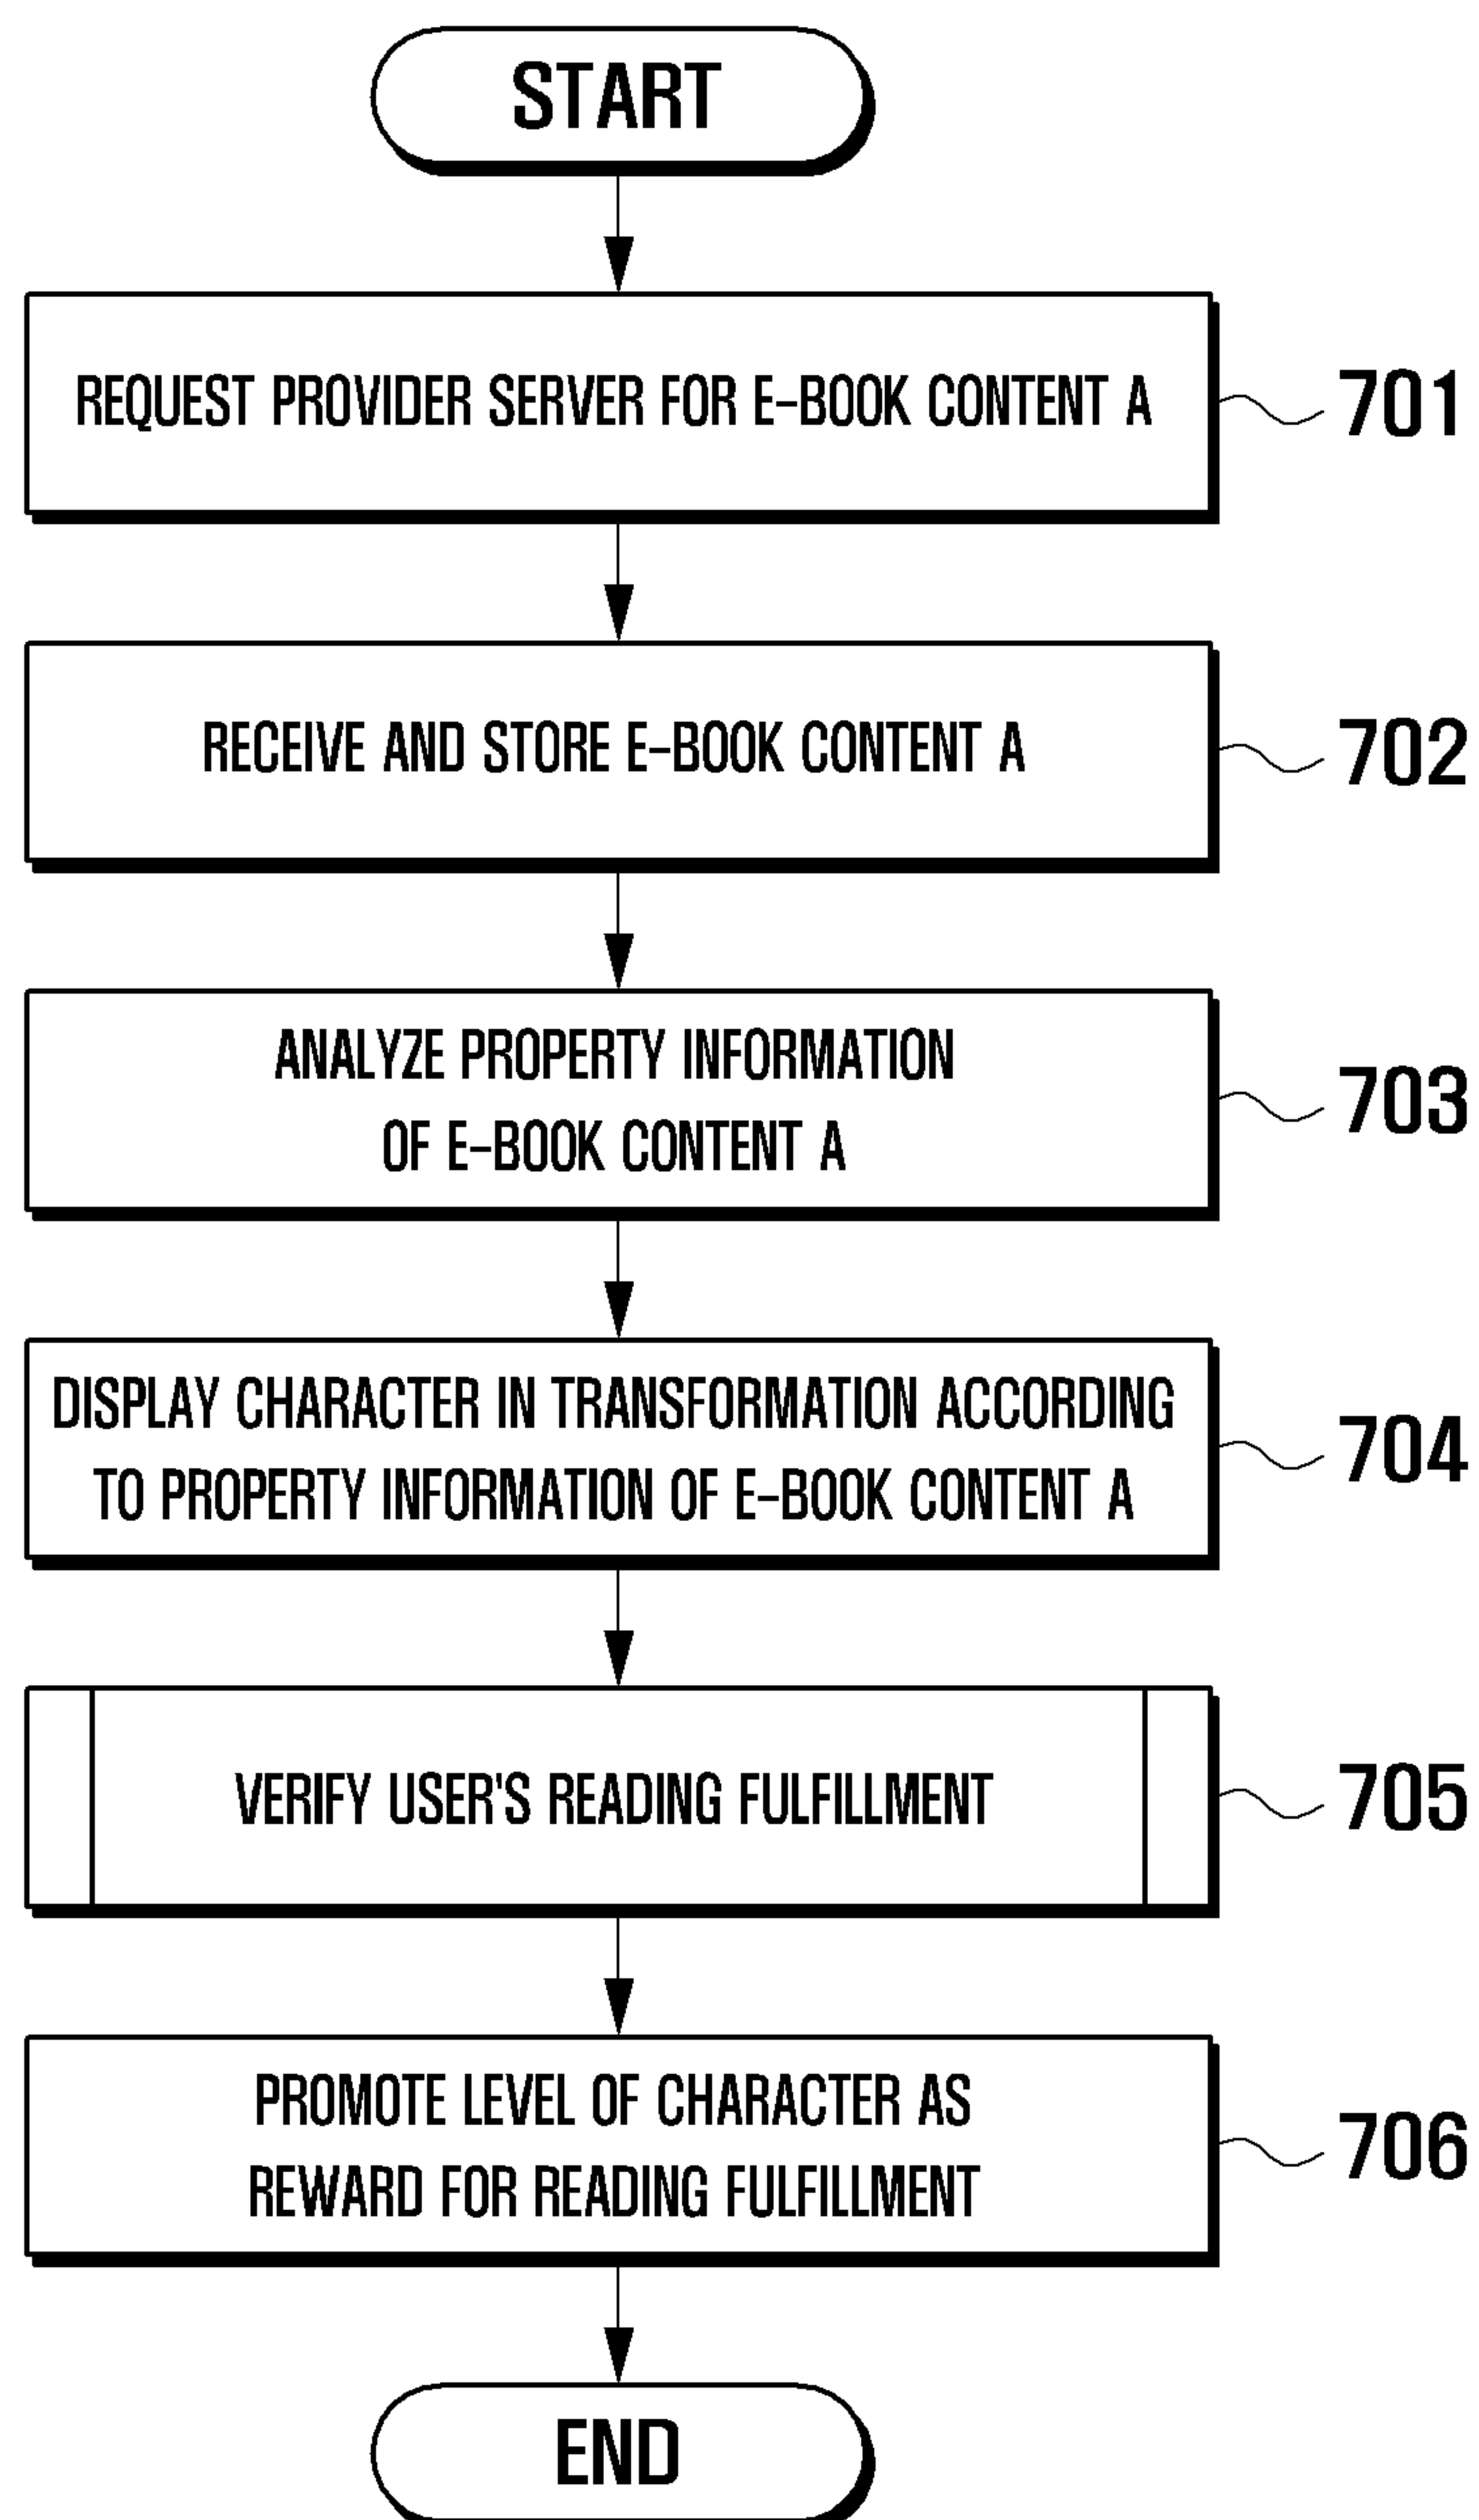 START
REQUEST PROVIDER SERVER FOR E-BOOK CONTENT A
701
RECEIVE AND STORE E-BOOK CONTENT A
702
ANALYZE PROPERTY INFORMATION
OF E-BOOK CONTENT A
703
DISPLAY CHARACTER IN TRANSFORMATION ACCORDING
TO PROPERTY INFORMATION OF E-BOOK CONTENT A
704
VERIFY USER'S READING FULFILLMENT
705
PROMOTE LEVEL OF CHARACTER AS
REWARD FOR READING FULFILLMENT
706
END